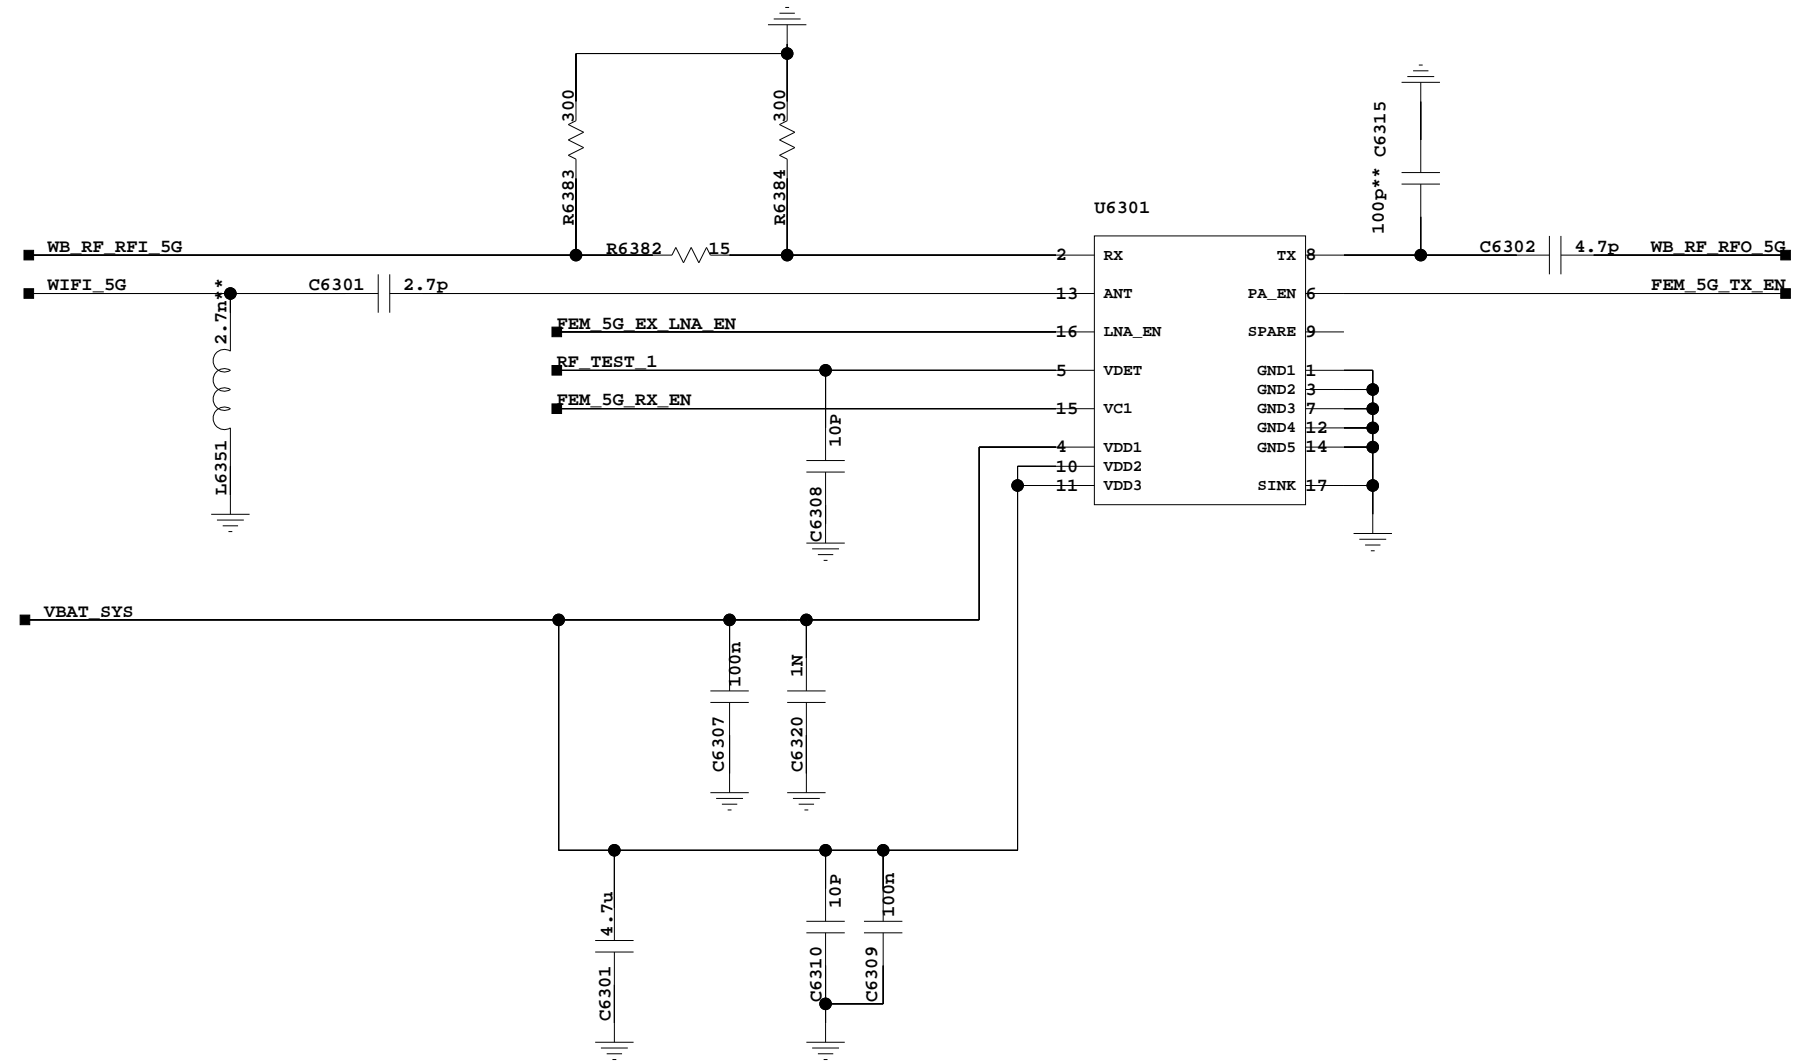 300
300
R6383
R6384
100p** C6315
U6301
WB_RF_RFI_5G
R6382 15
2 RX
TX 8
C6302 4.7p
WB_RF_RFO_5G
WIFI_5G
C6301 2.7p
13 ANT
PA_EN 6
FEM_5G_TX_EN
2.7n**
L6351
FEM_5G_EX_LNA_EN
16 LNA_EN
SPARE 9
RF_TEST_1
5 VDET
GND1 1
GND2 3
FEM_5G_RX_EN
15 VC1
GND3 7
GND4 12
10P
C6308
4 VDD1
GND5 14
10 VDD2
11 VDD3
SINK 17
VBAT_SYS
100n
C6307
1N
C6320
4.7u
C6301
10P
C6310
100n
C6309